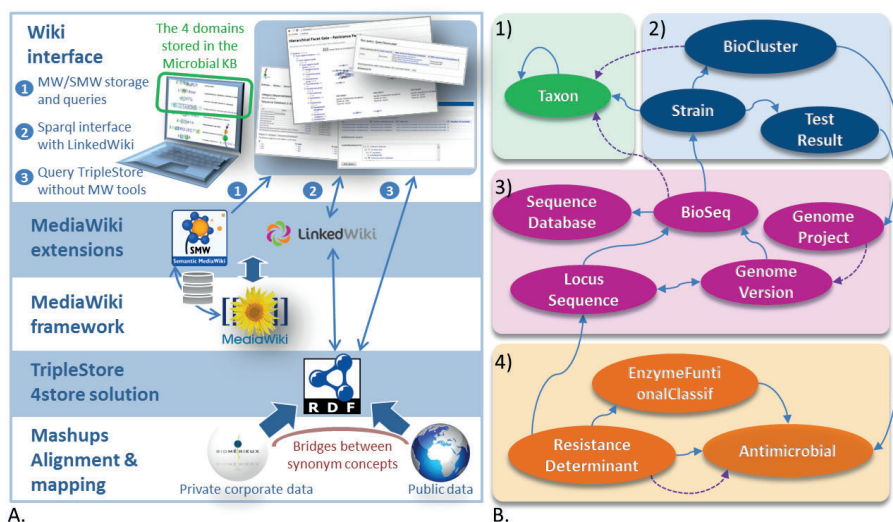 Wiki
interface
The 4 domains
stored in the
Microbial KB
1 MW/SMW storage
and queries
2 Sparql interface
with LinkedWiki
3 Query TripleStore
without MW tools
1
2
3
MediaWiki
extensions
SMW
Semantic MediaWiki
LinkedWiki
MediaWiki
framework
MediaWiki
TripleStore
4store solution
RDF
Mashups
Alignment &
mapping
BIOMÉRIEUX
Bridges between
synonym concepts
Private corporate data
Public data
A.
1)
Taxon
2)
BioCluster
Strain
Test
Result
3)
Sequence
Database
BioSeq
Genome
Project
Locus
Sequence
Genome
Version
4)
EnzymeFunti
onalClassif
Resistance
Determinant
Antimicrobial
B.